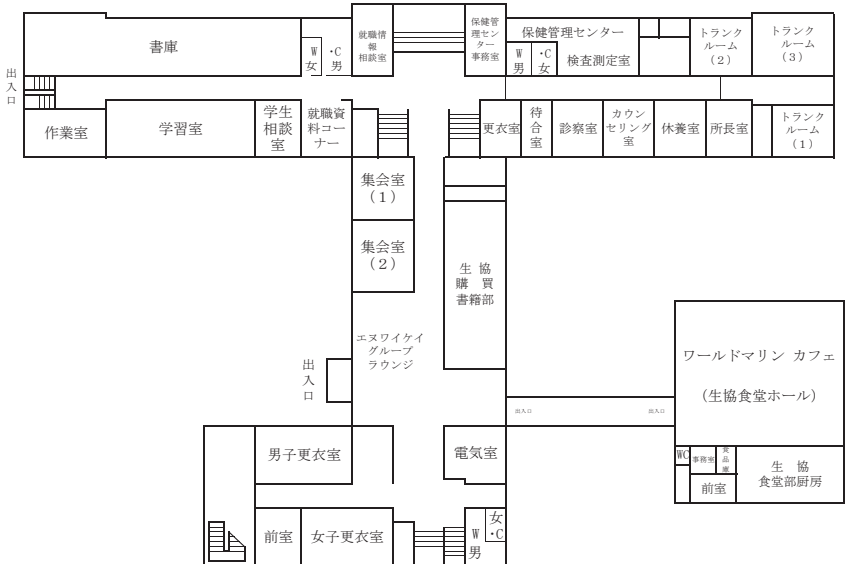 書庫
W ・C
女 男
就職情
報
相談室
保健管
理セン
ター
事務室
保健管理センター
W ・C
男 女
検査測定室
トランク
ルーム
（2）
トランク
ルーム
（3）
出
入
口
作業室
学習室
学生
相談
室
就職資
料コー
ナー
更衣室
待
合
室
診察室
カウン
セリング
室
休養室
所長室
トランク
ルーム
（1）
集会室
（1）
集会室
（2）
生 協
購 買
書籍部
エヌワイケイ
グループ
ラウンジ
出
入
口
ワールドマリン カフェ
（生協食堂ホール）
出入口
出入口
男子更衣室
電気室
WC
事務室
食
品
庫
前室
生 協
食堂部厨房
前室
女子更衣室
W
男
女
・C